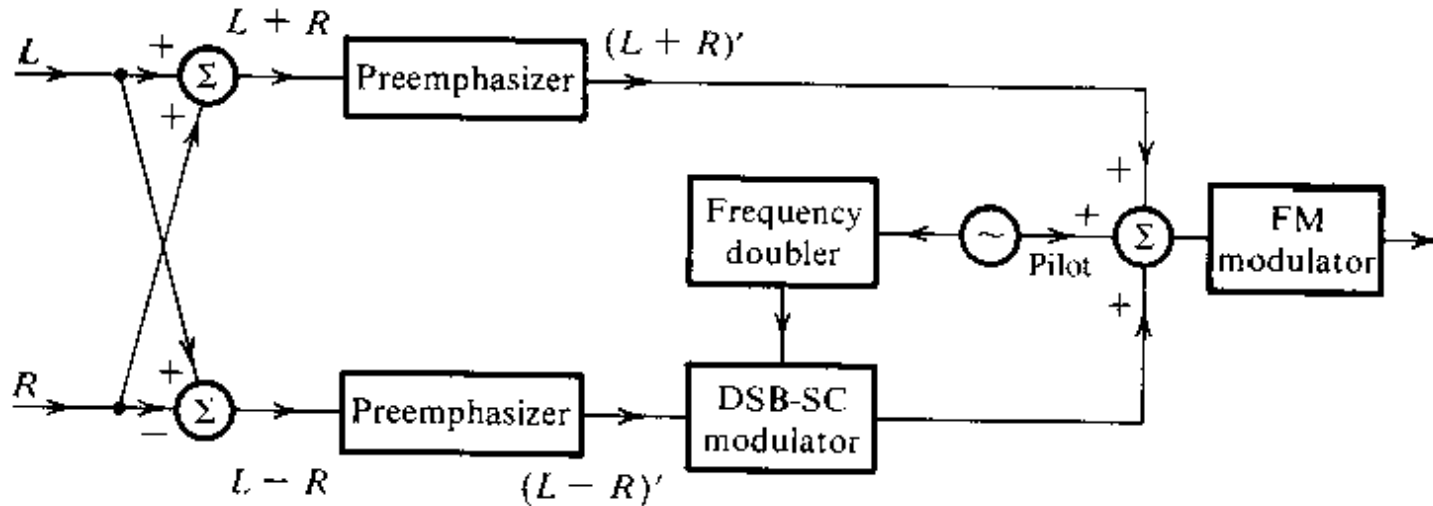 L
+
+
Σ
L + R
Preemphasizer
(L + R)′
R
+
−
Σ
L − R
Preemphasizer
(L − R)′
Frequency
doubler
~
Pilot
DSB-SC
modulator
+
+
+
Σ
FM
modulator